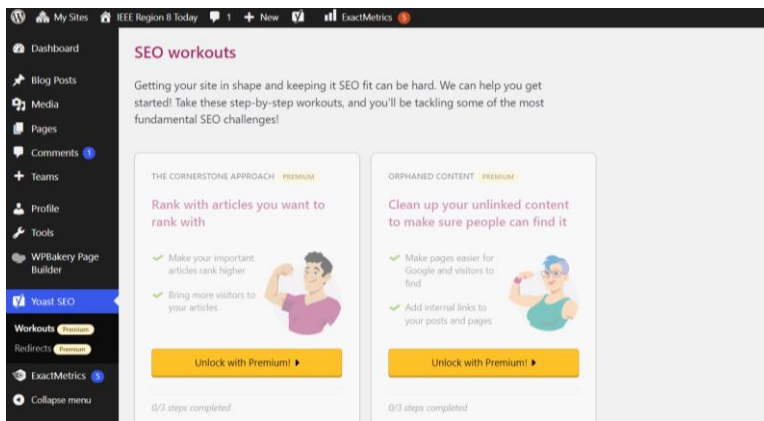 My Sites IEEE Region 8 Today 1 New ExactMetrics 5
Dashboard
Blog Posts
Media
Pages
Comments 1
Teams
Profile
Tools
WPBakery Page
Builder
Yoast SEO
Workouts Premium
Redirects Premium
ExactMetrics 5
Collapse menu
SEO workouts
Getting your site in shape and keeping it SEO fit can be hard. We can help you get
started! Take these step-by-step workouts, and you'll be tackling some of the most
fundamental SEO challenges!
THE CORNERSTONE APPROACH PREMIUM
Rank with articles you want to
rank with
Make your important
articles rank higher
Bring more visitors to
your articles
Unlock with Premium!
0/3 steps completed
ORPHANED CONTENT PREMIUM
Clean up your unlinked content
to make sure people can find it
Make pages easier for
Google and visitors to
find
Add internal links to
your posts and pages
Unlock with Premium!
0/3 steps completed